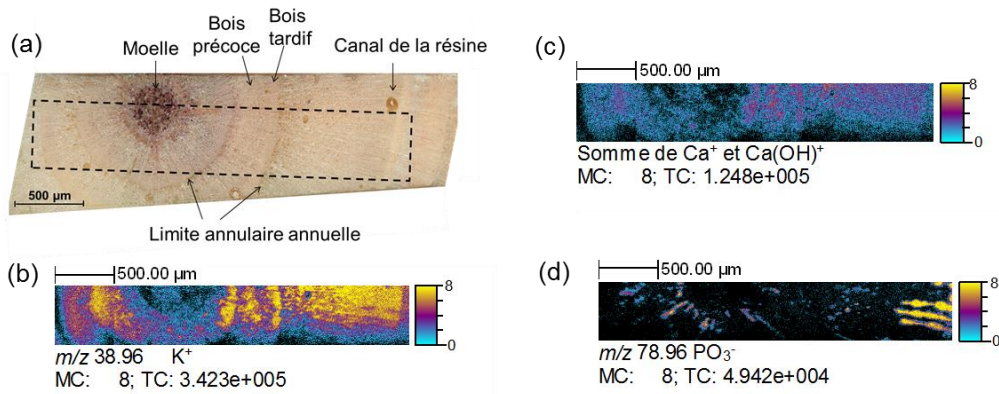 (a)
Moelle
Bois
précoce
Bois
tardif
Canal de la résine
500 µm
Limite annulaire annuelle
(b)
500.00 µm
8
0
m/z 38.96 K⁺
MC: 8; TC: 3.423e+005
(c)
500.00 µm
8
0
Somme de Ca⁺ et Ca(OH)⁺
MC: 8; TC: 1.248e+005
(d)
500.00 µm
8
0
m/z 78.96 PO₃⁻
MC: 8; TC: 4.942e+004